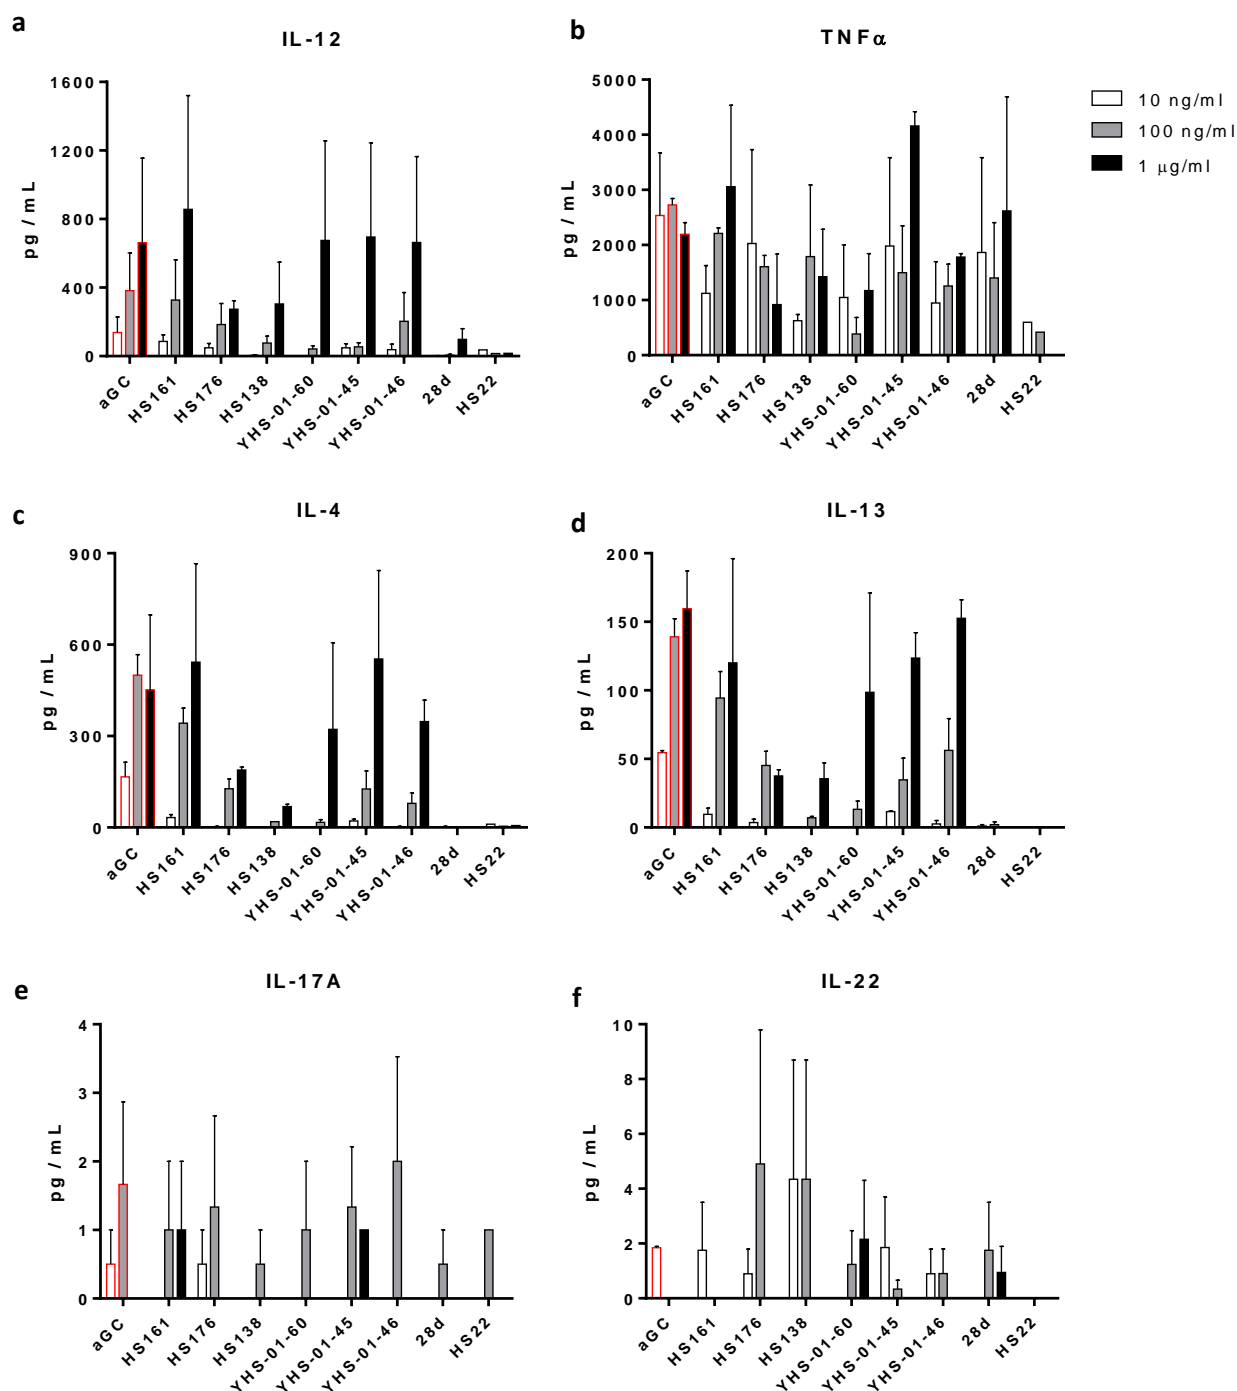 a
IL-12
1600
1200
800
400
0
pg / mL
aGC
HS161
HS176
HS138
YHS-01-60
YHS-01-45
YHS-01-46
28d
HS22
b
TNFα
5000
4000
3000
2000
1000
0
pg / mL
aGC
HS161
HS176
HS138
YHS-01-60
YHS-01-45
YHS-01-46
28d
HS22
10 ng/ml
100 ng/ml
1 μg/ml
c
IL-4
900
600
300
0
pg / mL
aGC
HS161
HS176
HS138
YHS-01-60
YHS-01-45
YHS-01-46
28d
HS22
d
IL-13
200
150
100
50
0
pg / mL
aGC
HS161
HS176
HS138
YHS-01-60
YHS-01-45
YHS-01-46
28d
HS22
e
IL-17A
4
3
2
1
0
pg / mL
aGC
HS161
HS176
HS138
YHS-01-60
YHS-01-45
YHS-01-46
28d
HS22
f
IL-22
10
8
6
4
2
0
pg / mL
aGC
HS161
HS176
HS138
YHS-01-60
YHS-01-45
YHS-01-46
28d
HS22